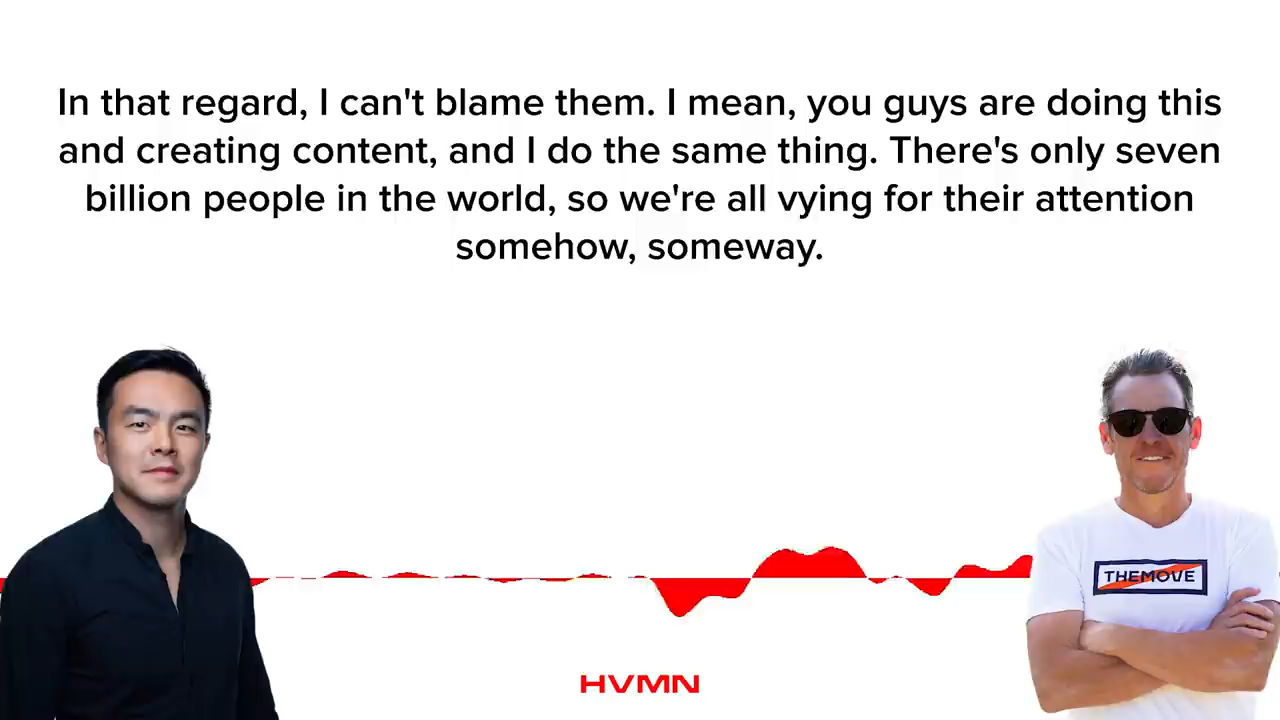 In that regard, I can't blame them. I mean, you guys are doing this
and creating content, and I do the same thing. There's only seven
billion people in the world, so we're all vying for their attention
somehow, someway.
THEMOVE
HVMN